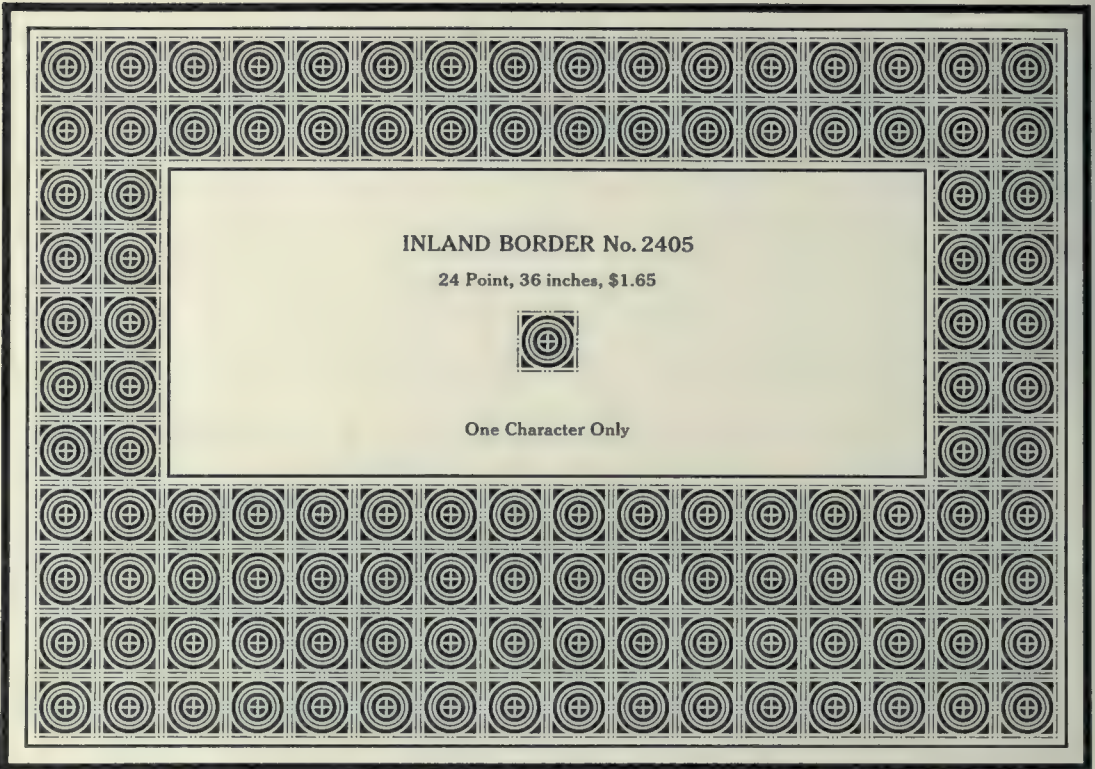 INLAND BORDER No. 2405
24 Point, 36 inches, $1.65
One Character Only